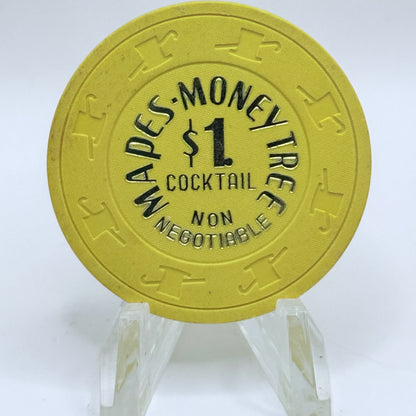 MAPES-MONEY TREE
$1.
COCKTAIL
NON
NEGOTIABLE